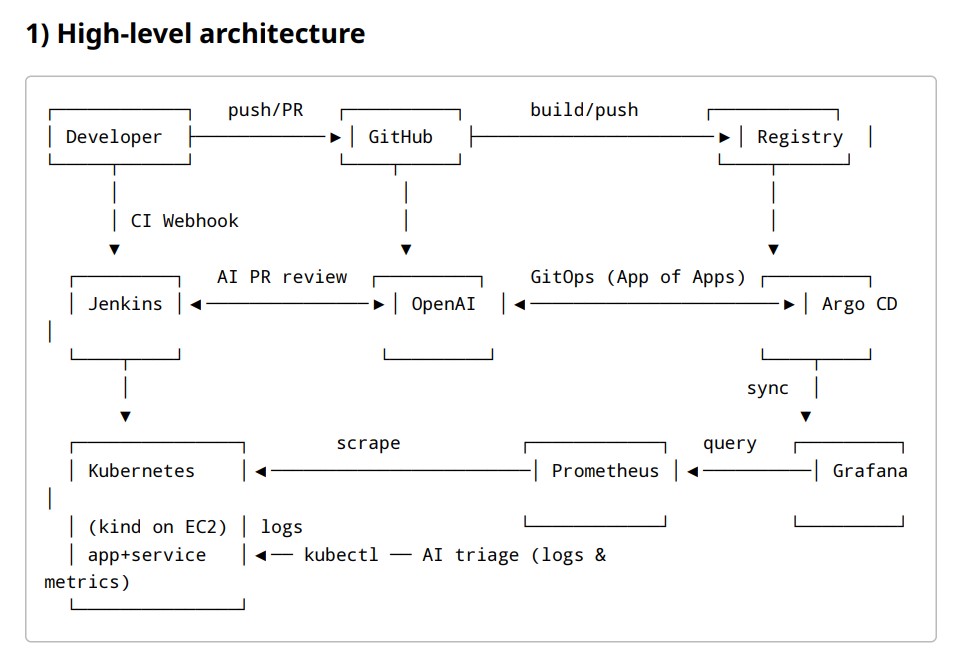 1) High-level architecture
push/PR build/push
Developer GitHub Registry
CI Webhook
AI PR review GitOps (App of Apps)
Jenkins OpenAI Argo CD
sync
scrape query
Kubernetes Prometheus Grafana
(kind on EC2) logs
app+service kubectl AI triage (logs &
metrics)